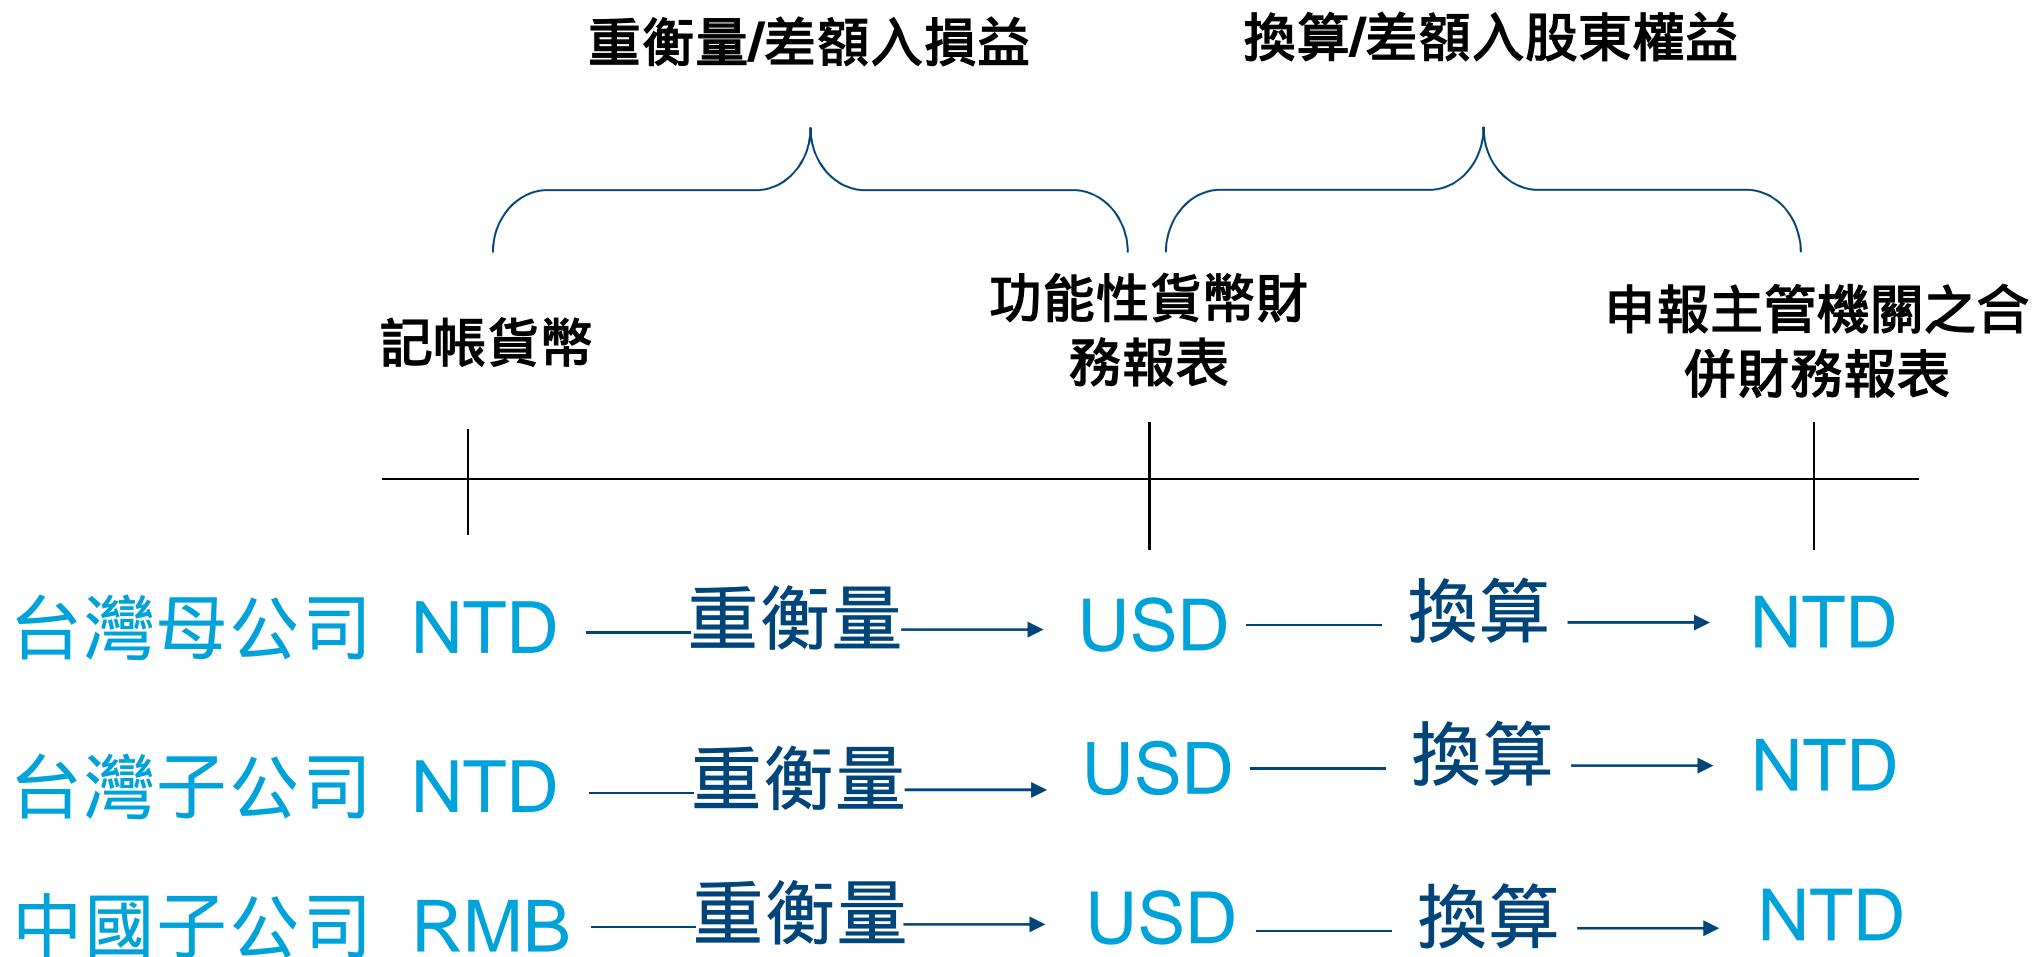 重衡量/差額入損益
換算/差額入股東權益
記帳貨幣
功能性貨幣財
務報表
申報主管機關之合
併財務報表
台灣母公司 NTD 重衡量 USD 換算 NTD
台灣子公司 NTD 重衡量 USD 換算 NTD
中國子公司 RMB 重衡量 USD 換算 NTD